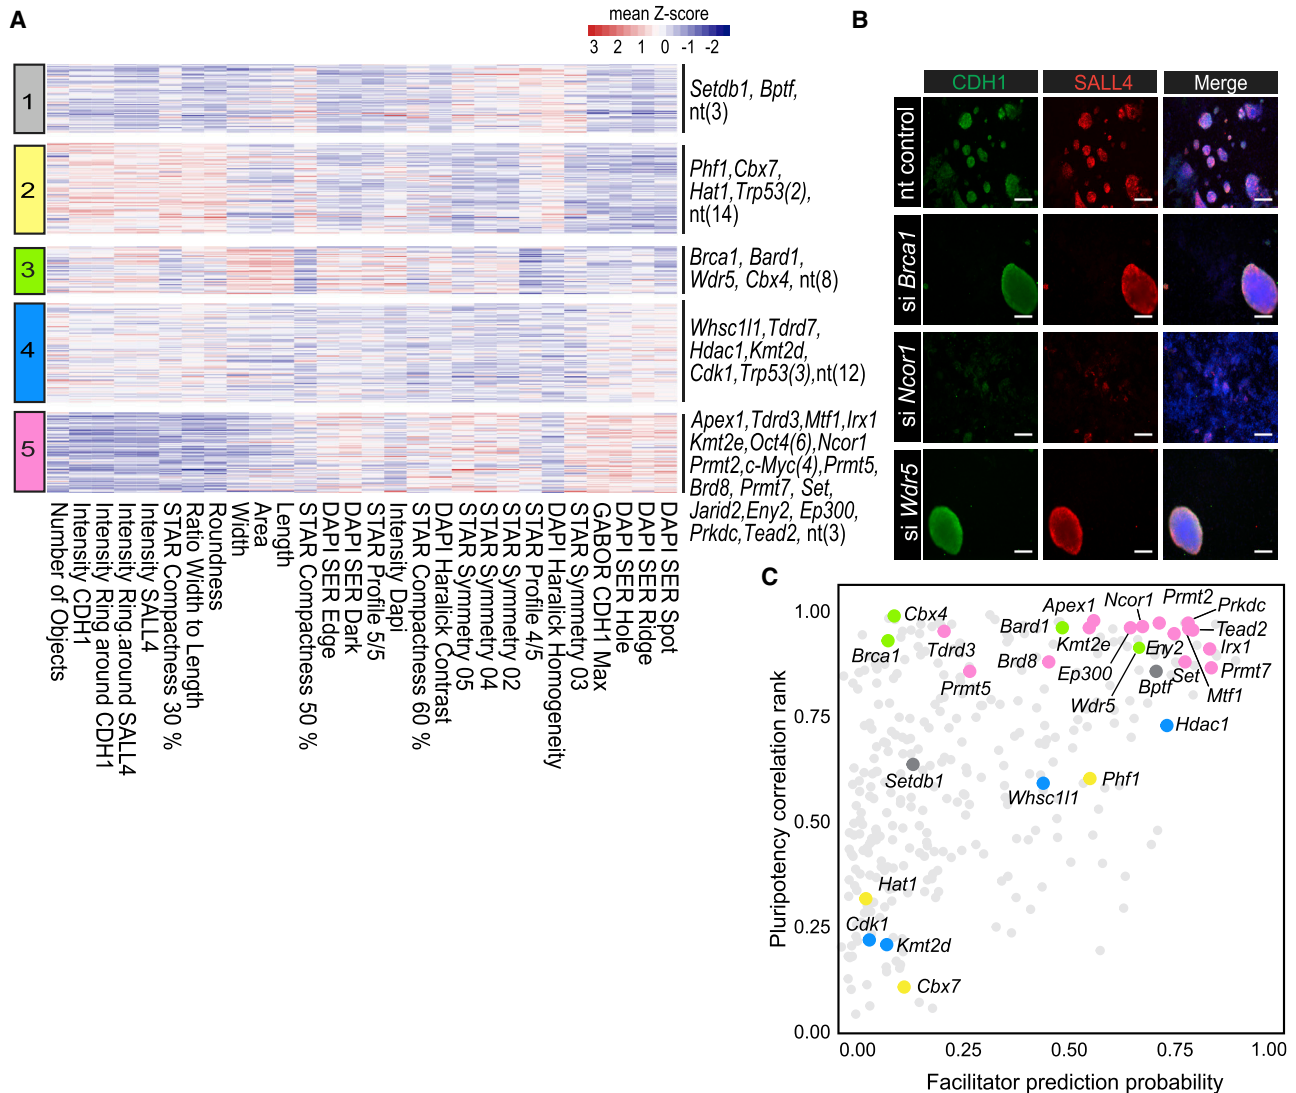 A
mean Z-score
3 2 1 0 -1 -2
1
Setdb1, Bptf,
nt(3)
2
Phf1,Cbx7,
Hat1,Trp53(2),
nt(14)
3
Brca1, Bard1,
Wdr5, Cbx4, nt(8)
4
Whsc1l1,Tdrd7,
Hdac1,Kmt2d,
Cdk1,Trp53(3),nt(12)
5
Apex1,Tdrd3,Mtf1,Irx1
Kmt2e,Oct4(6),Ncor1
Prmt2,c-Myc(4),Prmt5,
Brd8, Prmt7, Set,
Jarid2,Eny2, Ep300,
Prkdc,Tead2, nt(3)
Number of Objects
Intensity CDH1
Intensity Ring around CDH1
Intensity Ring.around SALL4
Intensity SALL4
STAR Compactness 30 %
Ratio Width to Length
Roundness
Width
Area
Length
STAR Compactness 50 %
DAPI SER Edge
DAPI SER Dark
STAR Profile 5/5
Intensity Dapi
STAR Compactness 60 %
DAPI Haralick Contrast
STAR Symmetry 05
STAR Symmetry 04
STAR Symmetry 02
STAR Profile 4/5
DAPI Haralick Homogeneity
STAR Symmetry 03
GABOR CDH1 Max
DAPI SER Hole
DAPI SER Ridge
DAPI SER Spot
B
CDH1 SALL4 Merge
nt control
si Brca1
si Ncor1
si Wdr5
C
Pluripotency correlation rank
1.00
0.75
0.50
0.25
0.00
0.00 0.25 0.50 0.75 1.00
Facilitator prediction probability
Cbx4
Brca1
Tdrd3
Prmt5
Bard1
Brd8
Apex1
Kmt2e
Ep300
Wdr5
Ncor1
Prmt2
Prkdc
Tead2
Irx1
Eny2
Set
Prmt7
Bptf
Mtf1
Hdac1
Setdb1
Whsc1l1
Phf1
Hat1
Cdk1
Kmt2d
Cbx7